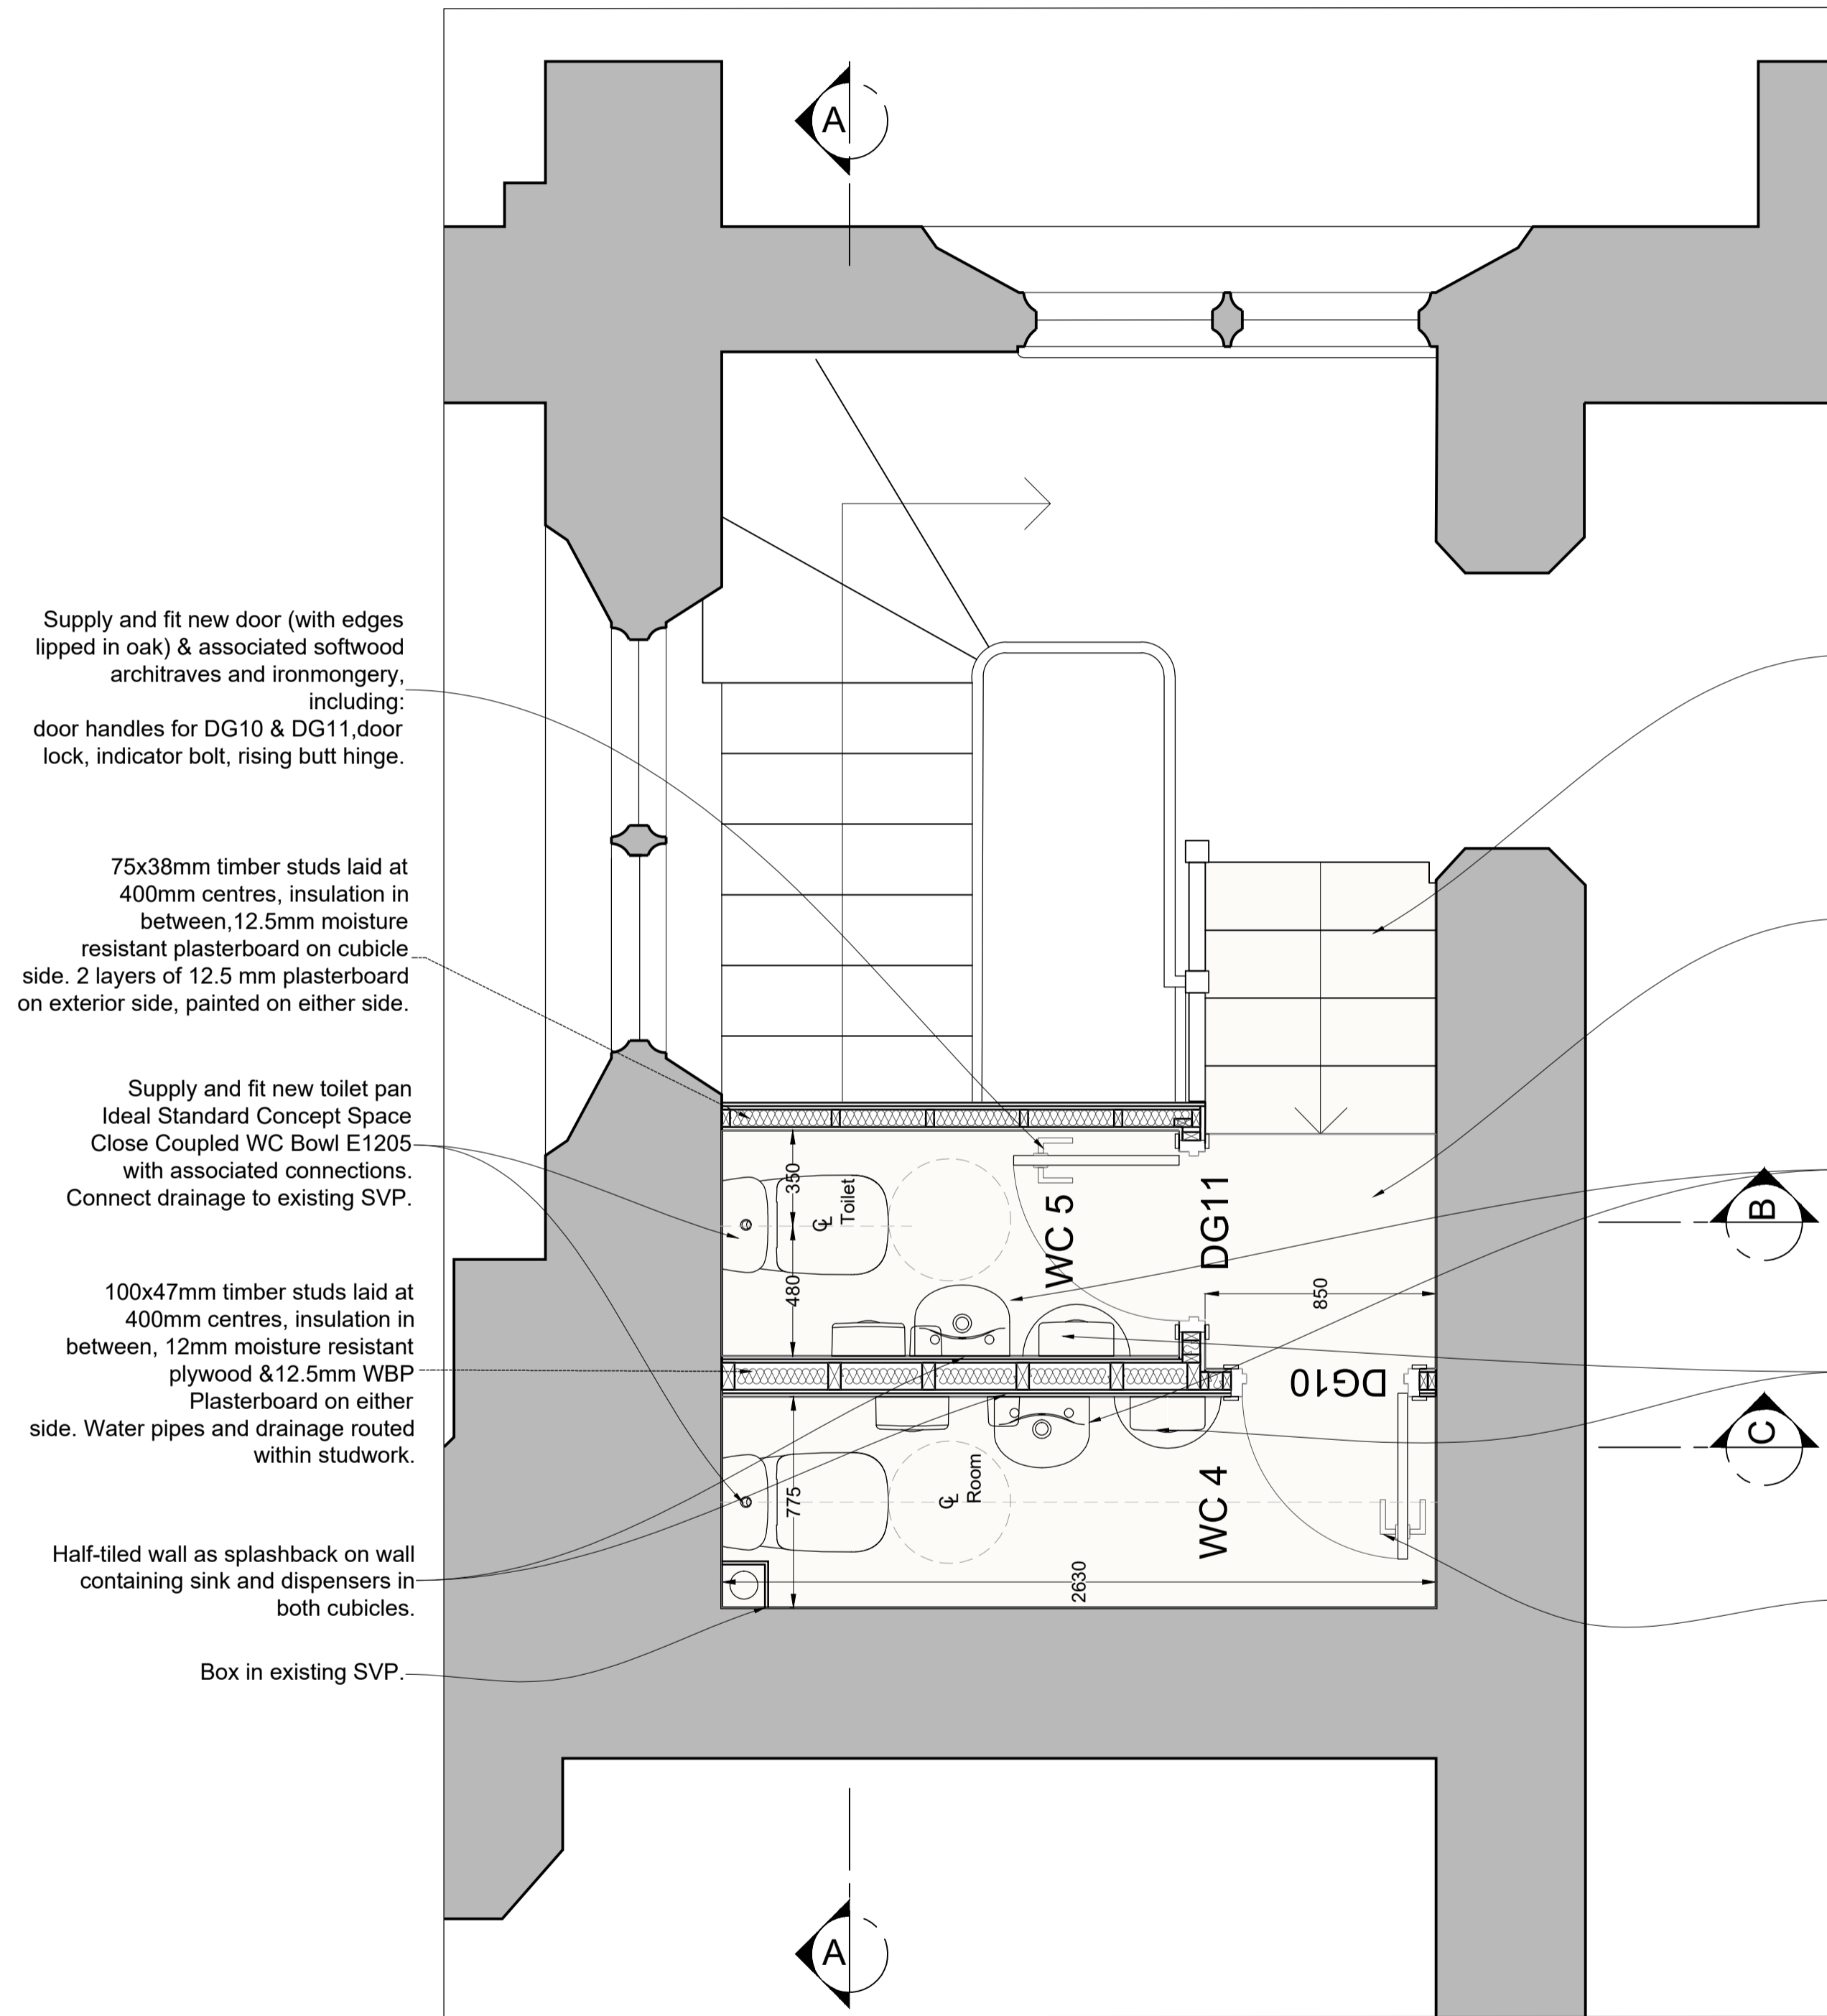 A
Supply and fit new door (with edges
lipped in oak) & associated softwood
architraves and ironmongery,
including:
door handles for DG10 & DG11,door
lock, indicator bolt, rising butt hinge.
75x38mm timber studs laid at
400mm centres, insulation in
between,12.5mm moisture
resistant plasterboard on cubicle
side. 2 layers of 12.5 mm plasterboard
on exterior side, painted on either side.
Supply and fit new toilet pan
Ideal Standard Concept Space
Close Coupled WC Bowl E1205
with associated connections.
Connect drainage to existing SVP.
100x47mm timber studs laid at
400mm centres, insulation in
between, 12mm moisture resistant
plywood &12.5mm WBP
Plasterboard on either
side. Water pipes and drainage routed
within studwork.
Half-tiled wall as splashback on wall
containing sink and dispensers in
both cubicles.
Box in existing SVP.
350
℄
Toilet
480
WC 5
DG11
850
DG10
775
℄
Room
WC 4
2630
B
C
A